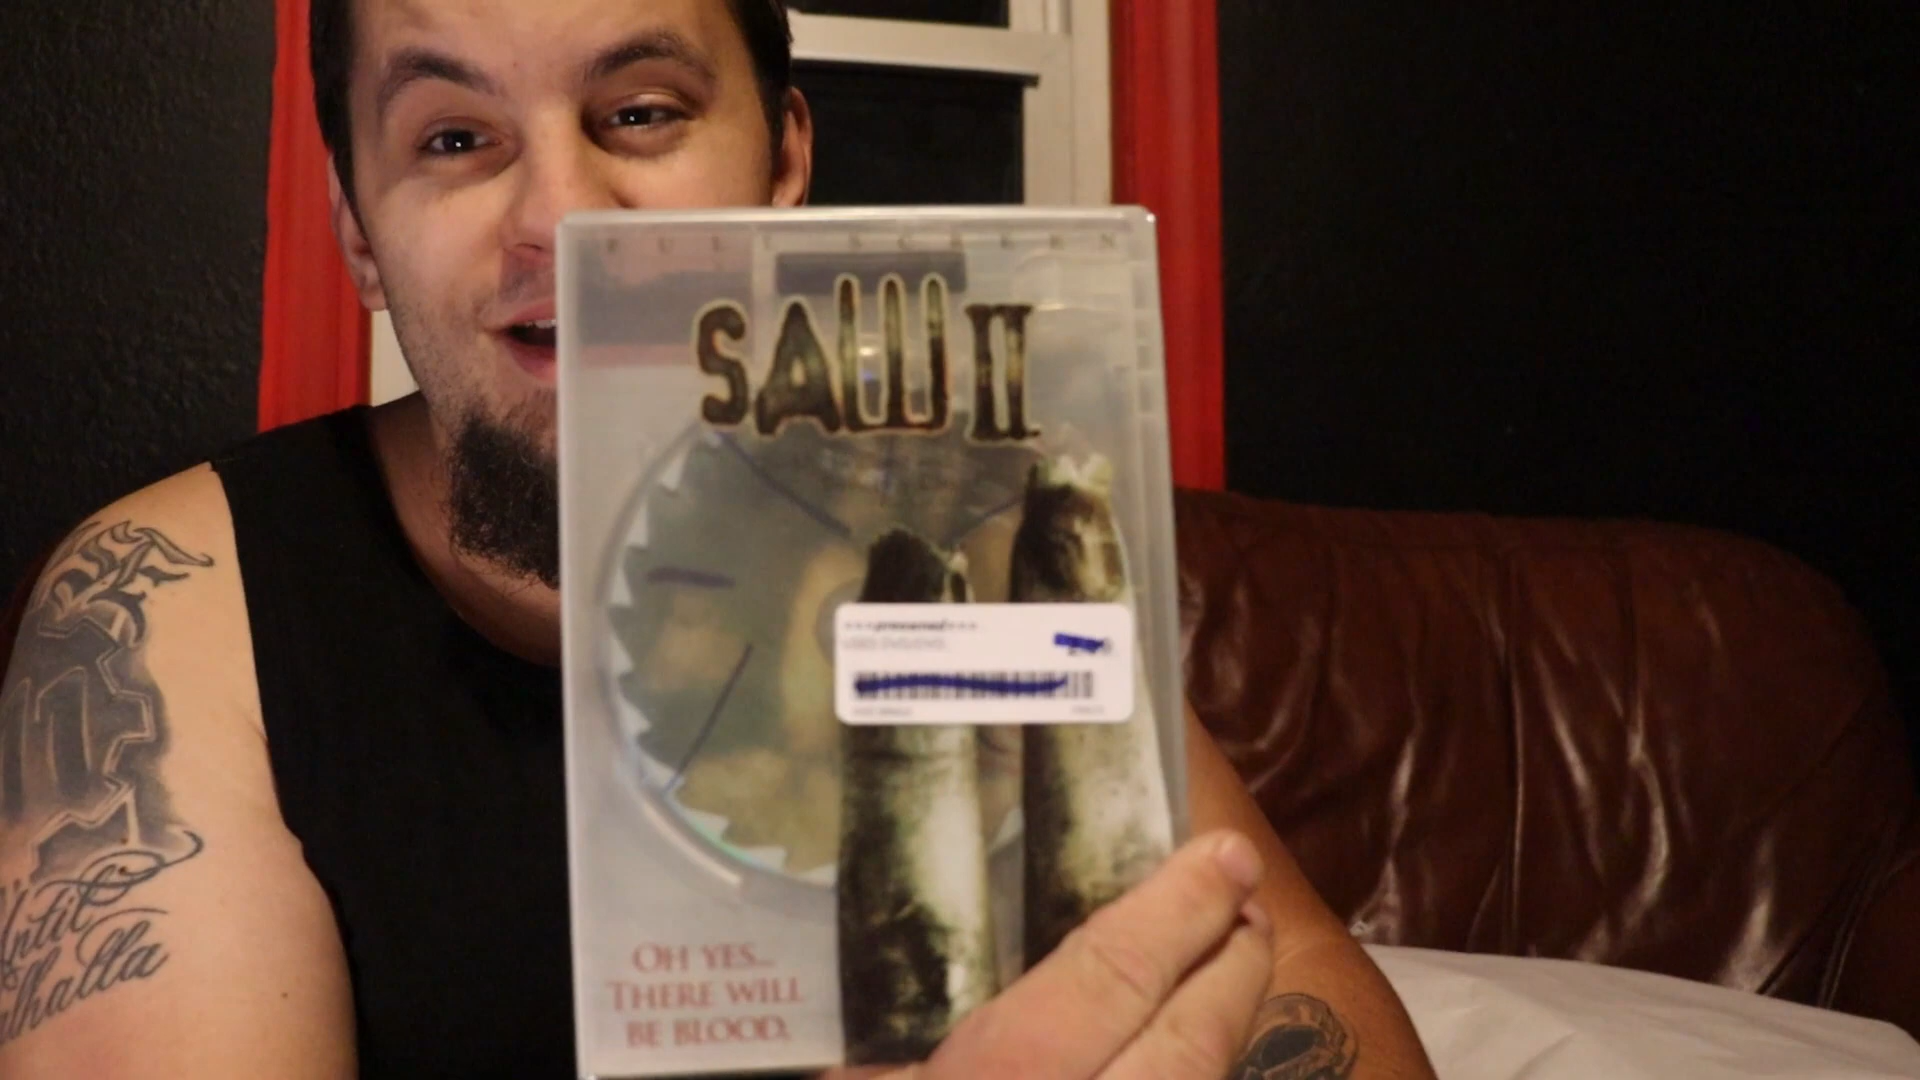 FULL SCREEN
SAW II
OH YES...
THERE WILL
BE BLOOD.
Until
Valhalla